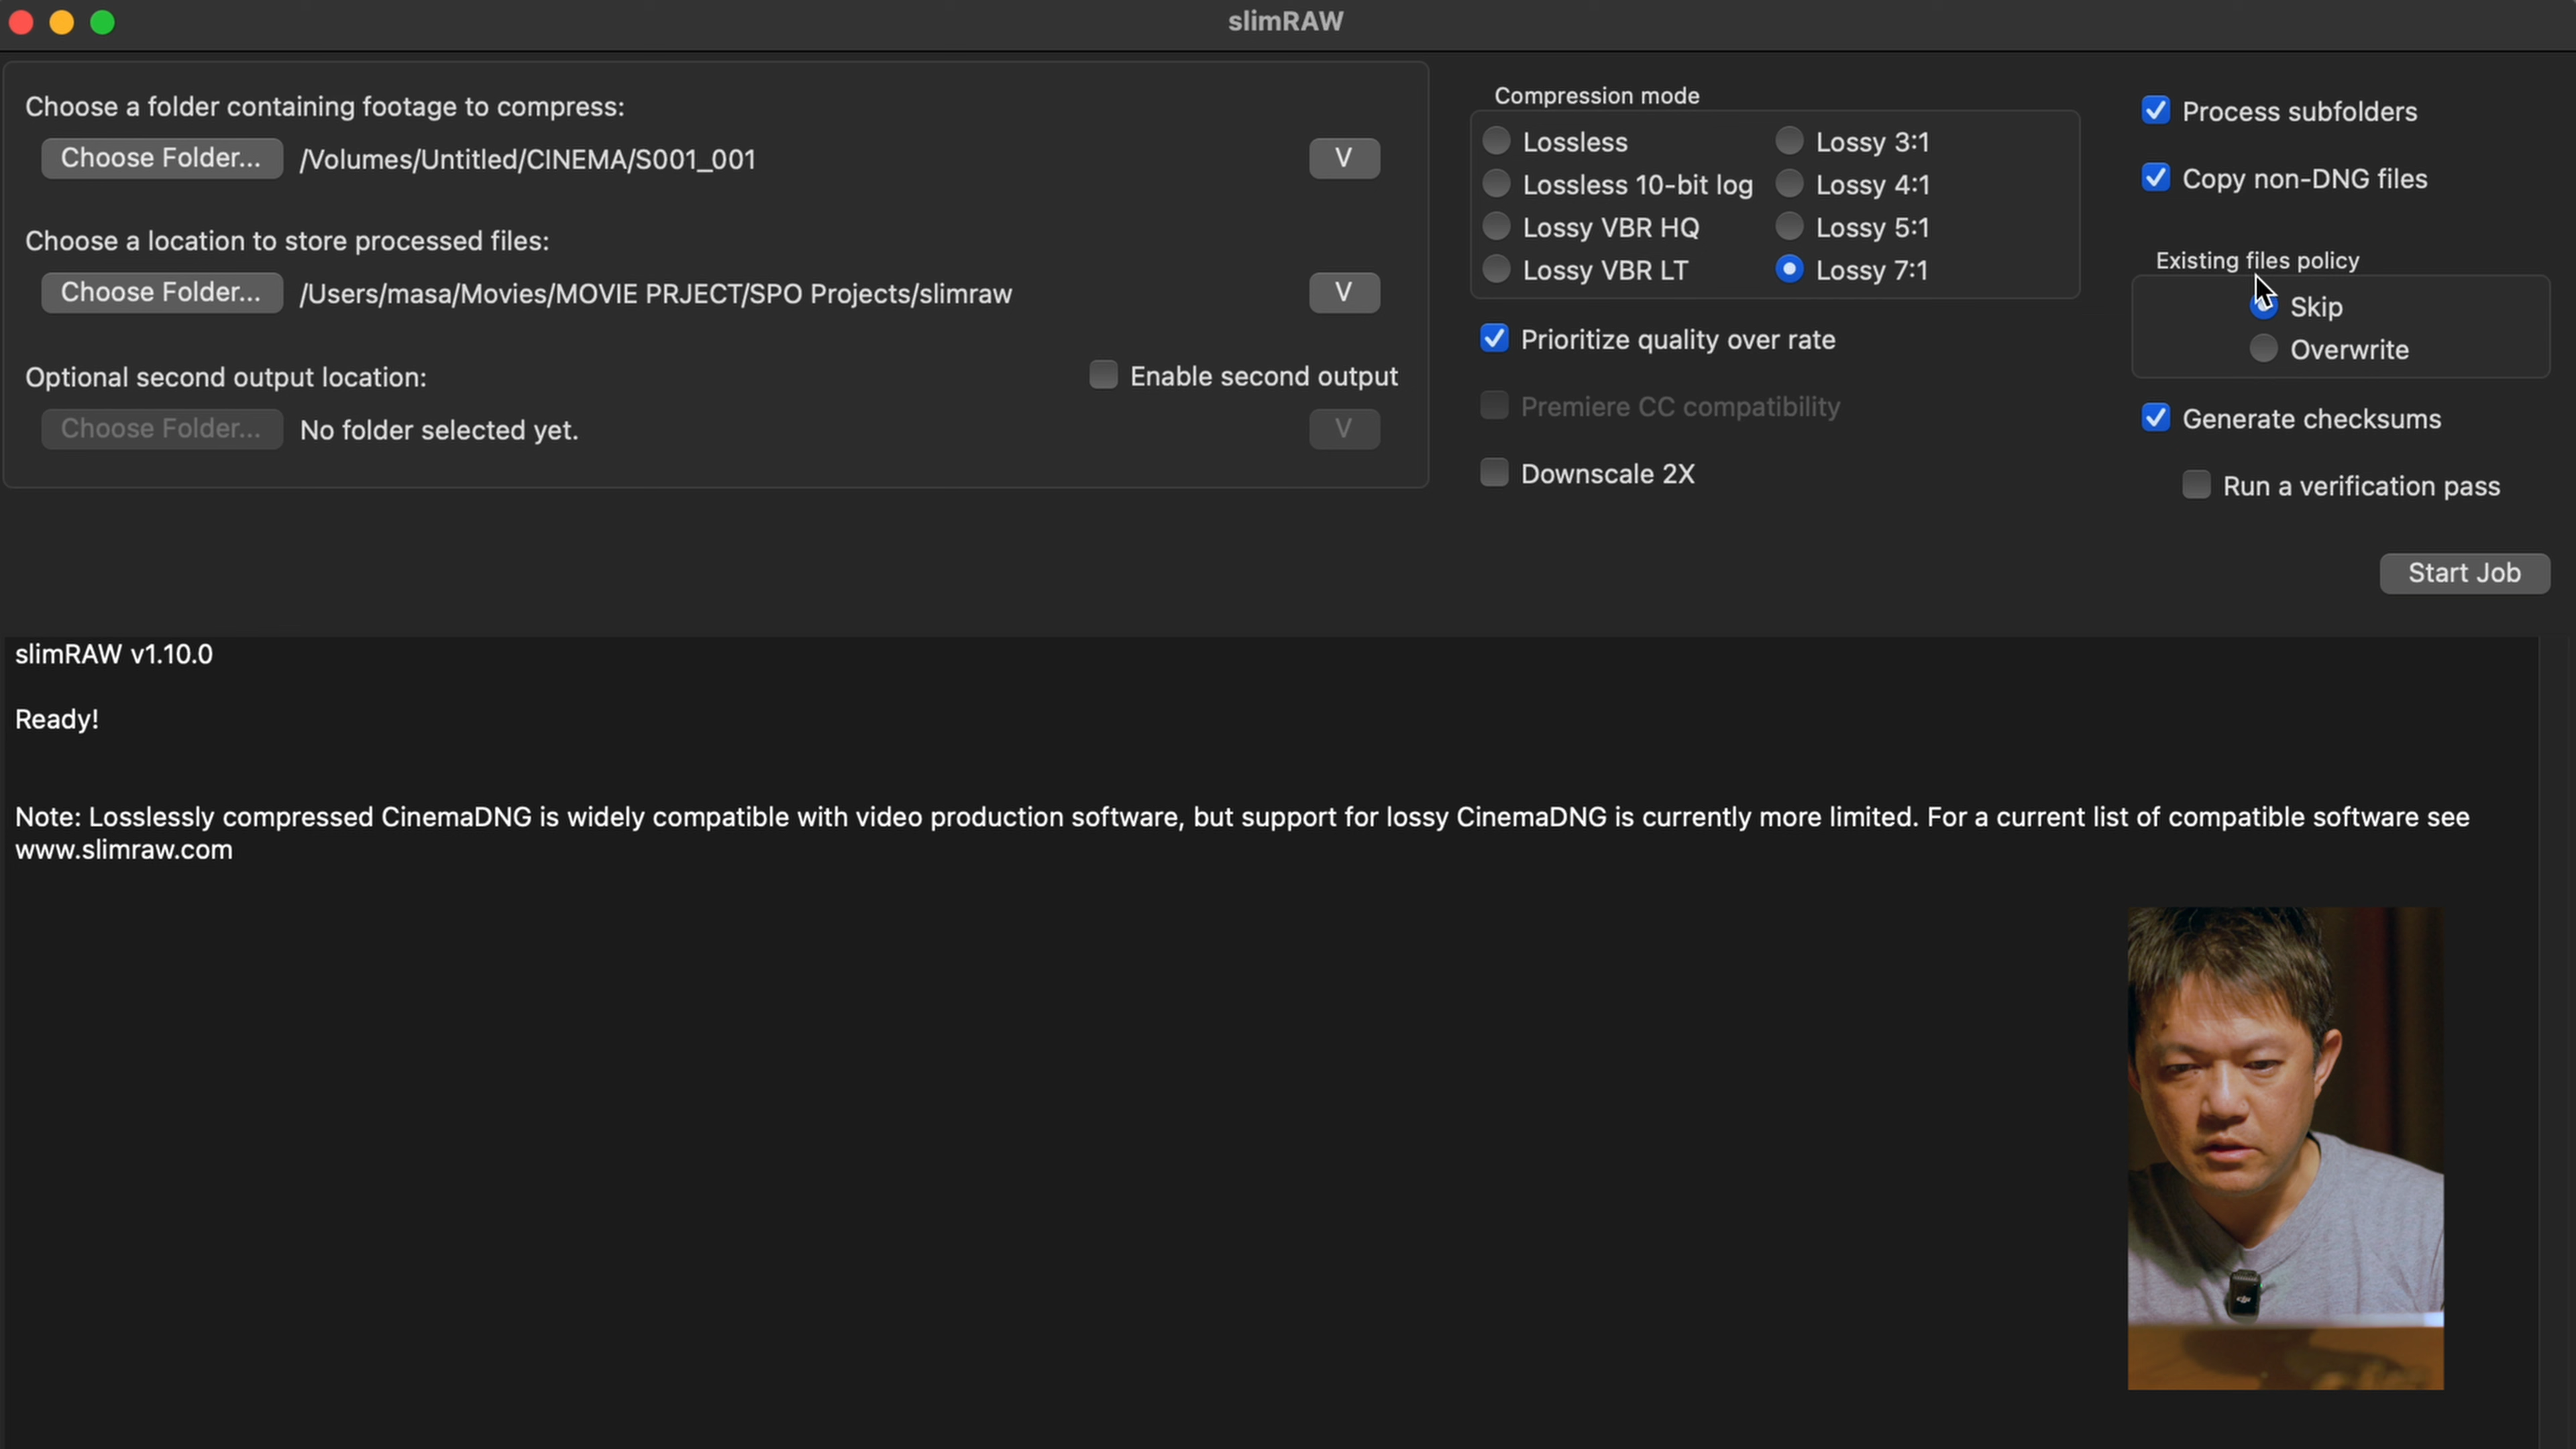 slimRAW
Choose a folder containing footage to compress:
Choose Folder... /Volumes/Untitled/CINEMA/S001_001 V
Choose a location to store processed files:
Choose Folder... /Users/masa/Movies/MOVIE PRJECT/SPO Projects/slimraw V
Optional second output location: Enable second output
Choose Folder... No folder selected yet. V
Compression mode
Lossless Lossy 3:1
Lossless 10-bit log Lossy 4:1
Lossy VBR HQ Lossy 5:1
Lossy VBR LT Lossy 7:1
Prioritize quality over rate
Premiere CC compatibility
Downscale 2X
Process subfolders
Copy non-DNG files
Existing files policy
Skip
Overwrite
Generate checksums
Run a verification pass
Start Job
slimRAW v1.10.0
Ready!
Note: Losslessly compressed CinemaDNG is widely compatible with video production software, but support for lossy CinemaDNG is currently more limited. For a current list of compatible software see
www.slimraw.com
dji